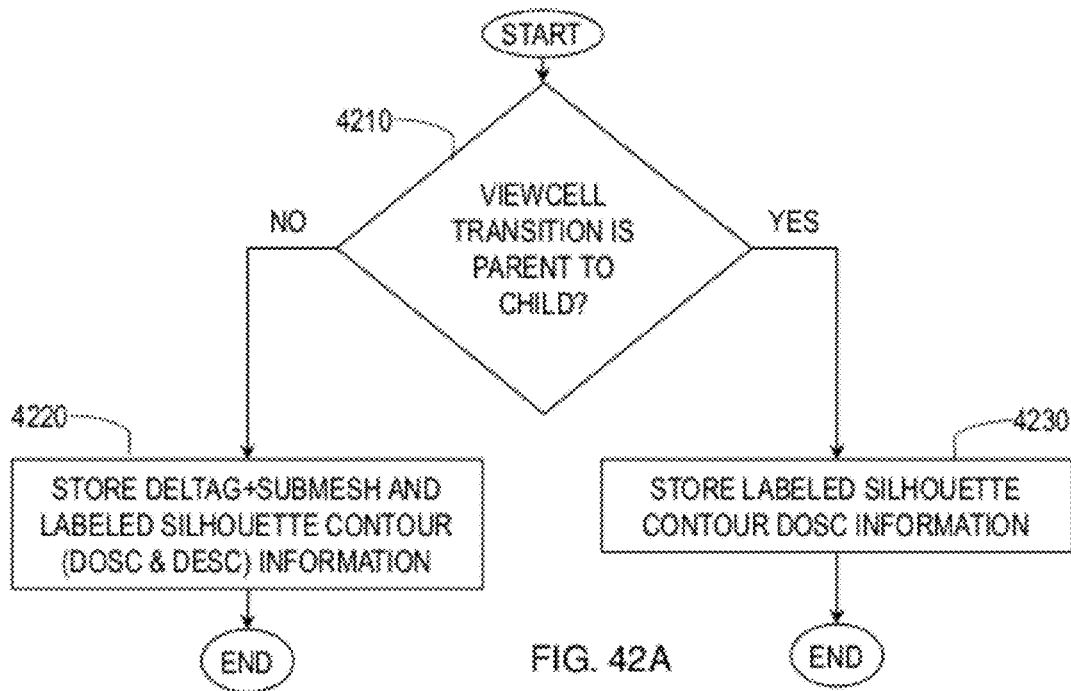 START
4210
VIEWCELL
TRANSITION IS
PARENT TO
CHILD?
NO
YES
4220
STORE DELTAG+SUBMESH AND
LABELED SILHOUETTE CONTOUR
(DOSC & DESC) INFORMATION
4230
STORE LABELED SILHOUETTE
CONTOUR DOSC INFORMATION
END
FIG. 42A
END